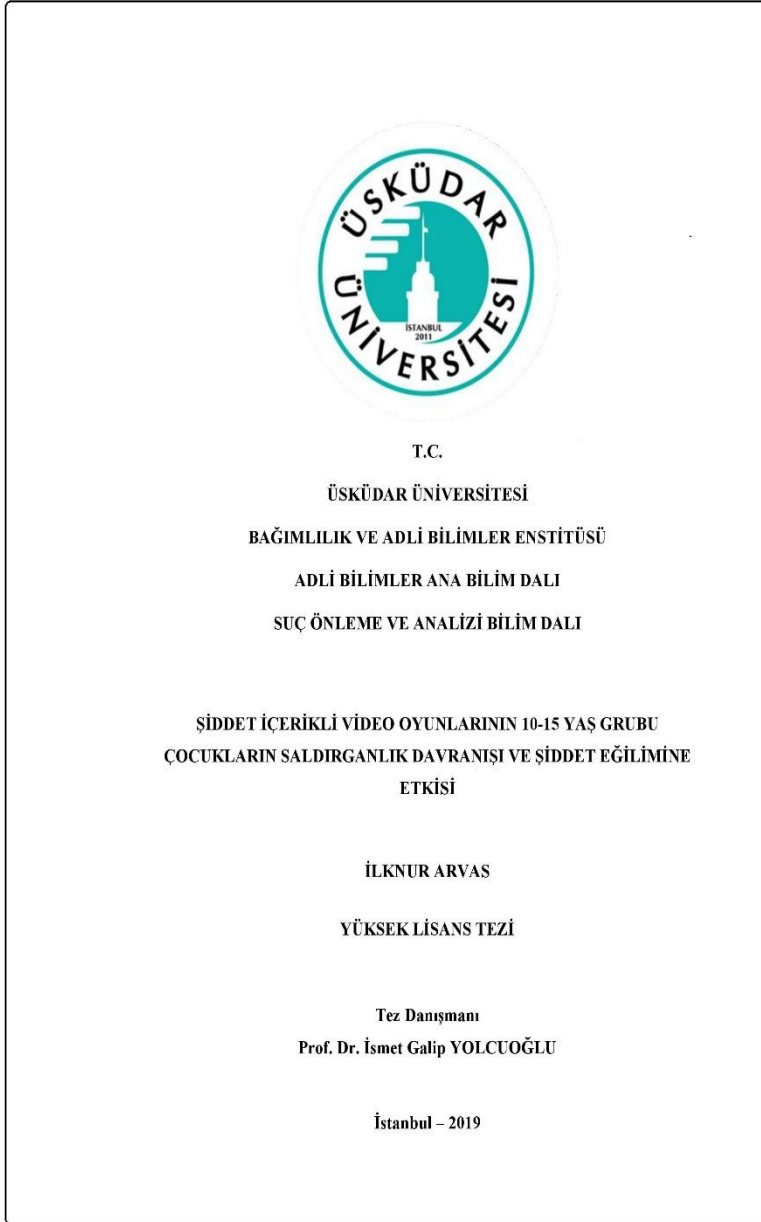 ÜSKÜDAR
ÜNİVERSİTESİ
İSTANBUL
2011
T.C.
ÜSKÜDAR ÜNİVERSİTESİ
BAĞIMLILIK VE ADLİ BİLİMLER ENSTİTÜSÜ
ADLİ BİLİMLER ANA BİLİM DALI
SUÇ ÖNLEME VE ANALİZİ BİLİM DALI
ŞİDDET İÇERİKLİ VİDEO OYUNLARININ 10-15 YAŞ GRUBU
ÇOCUKLARIN SALDIRGANLIK DAVRANIŞI VE ŞİDDET EĞİLİMİNE
ETKİSİ
İLKNUR ARVAS
YÜKSEK LİSANS TEZİ
Tez Danışmanı
Prof. Dr. İsmet Galip YOLCUOĞLU
İstanbul – 2019